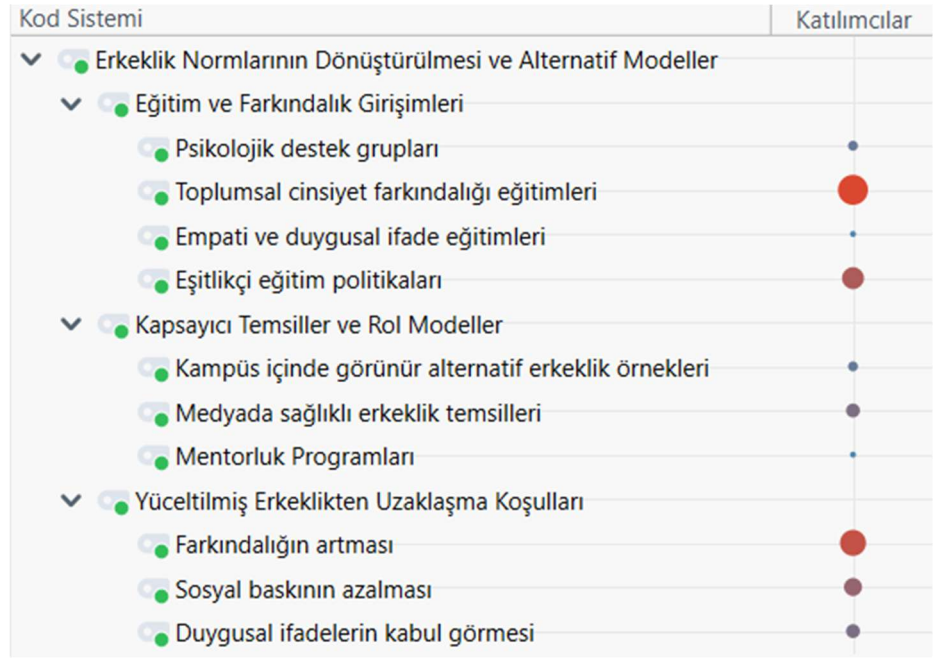 Kod Sistemi Katılımcılar
Erkeklik Normlarının Dönüştürülmesi ve Alternatif Modeller
Eğitim ve Farkındalık Girişimleri
Psikolojik destek grupları
Toplumsal cinsiyet farkındalığı eğitimleri
Empati ve duygusal ifade eğitimleri
Eşitlikçi eğitim politikaları
Kapsayıcı Temsiller ve Rol Modeller
Kampüs içinde görünür alternatif erkeklik örnekleri
Medyada sağlıklı erkeklik temsilleri
Mentorluk Programları
Yüceltilmiş Erkeklikten Uzaklaşma Koşulları
Farkındalığın artması
Sosyal baskının azalması
Duygusal ifadelerin kabul görmesi